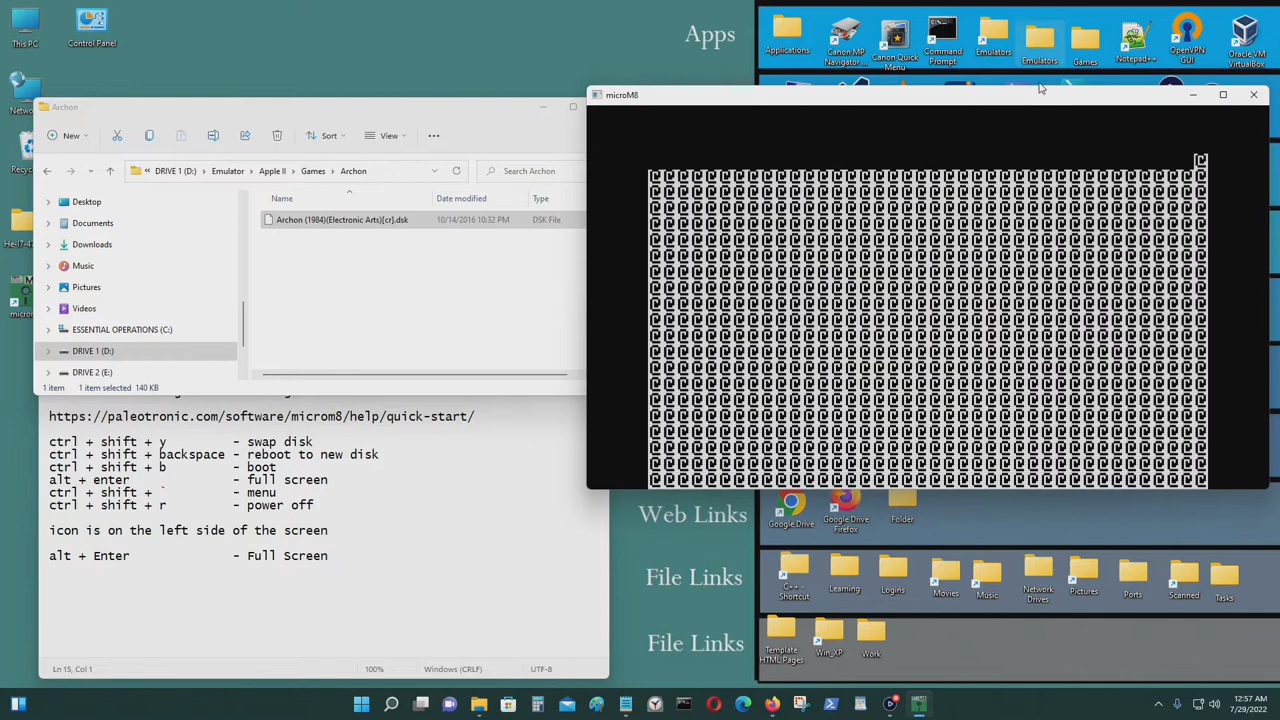 This PC
Control Panel
Apps
Applications
Canon MP Navigator ...
Canon Quick Menu
Command Prompt
Emulators
Emulators
Games
Notepad++
OpenVPN GUI
Oracle VM VirtualBox
Archon
microM8
New
Sort
View
DRIVE 1 (D:)
Emulator
Apple II
Games
Archon
Search Archon
Name
Date modified
Type
Archon (1984)(Electronic Arts)[cr].dsk
10/14/2016 10:32 PM
DSK File
Desktop
Documents
Downloads
Music
Pictures
Videos
ESSENTIAL OPERATIONS (C:)
DRIVE 1 (D:)
DRIVE 2 (E:)
1 item
1 item selected 140 KB
https://paleotronic.com/software/microm8/help/quick-start/
ctrl + shift + y - swap disk
ctrl + shift + backspace - reboot to new disk
ctrl + shift + b - boot
alt + enter - full screen
ctrl + shift + ` - menu
ctrl + shift + r - power off
icon is on the left side of the screen
alt + Enter - Full Screen
Ln 15, Col 1
100%
Windows (CRLF)
UTF-8
Web Links
Google Drive
Google Drive Firefox
Folder
File Links
C++ - Shortcut
Learning
Logins
Movies
Music
Network Drives
Pictures
Ports
Scanned
Tasks
File Links
Template HTML Pages
Win_XP
Work
12:57 AM
7/29/2022